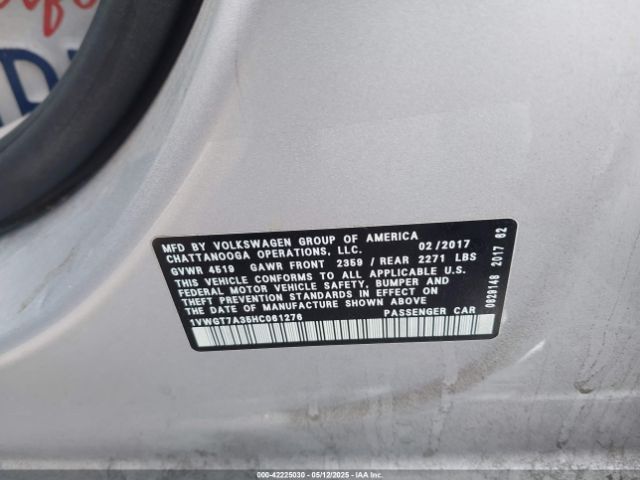 MFD BY VOLKSWAGEN GROUP OF AMERICA
CHATTANOOGA OPERATIONS, LLC. 02/2017
GVWR 4519 GAWR FRONT 2359 / REAR 2271 LBS
THIS VEHICLE CONFORMS TO ALL APPLICABLE U.S.
FEDERAL MOTOR VEHICLE SAFETY, BUMPER AND
THEFT PREVENTION STANDARDS IN EFFECT ON THE
DATE OF MANUFACTURE SHOWN ABOVE
1VWGT7A35HC061276 PASSENGER CAR
0829148 2017 62
000-42225030 - 05/12/2025 - IAA Inc.